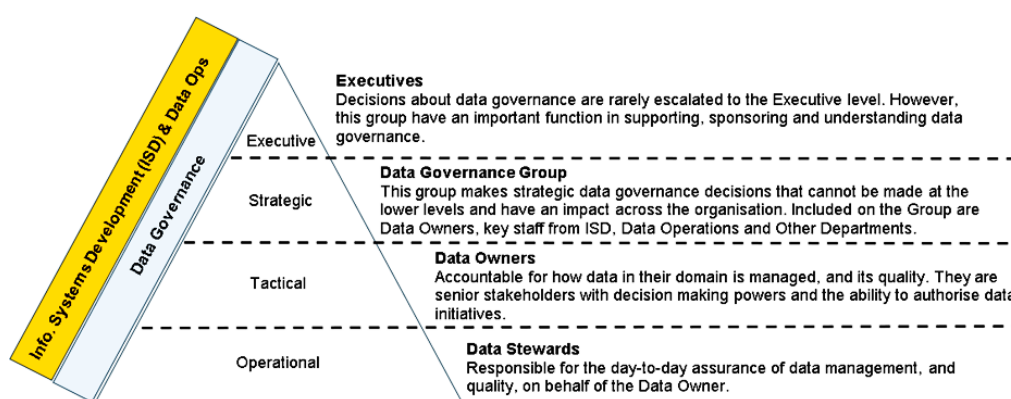 Info. Systems Development (ISD) & Data Ops
Data Governance
Executive
Executives
Decisions about data governance are rarely escalated to the Executive level. However,
this group have an important function in supporting, sponsoring and understanding data
governance.
Strategic
Data Governance Group
This group makes strategic data governance decisions that cannot be made at the
lower levels and have an impact across the organisation. Included on the Group are
Data Owners, key staff from ISD, Data Operations and Other Departments.
Tactical
Data Owners
Accountable for how data in their domain is managed, and its quality. They are
senior stakeholders with decision making powers and the ability to authorise data
initiatives.
Operational
Data Stewards
Responsible for the day-to-day assurance of data management, and
quality, on behalf of the Data Owner.